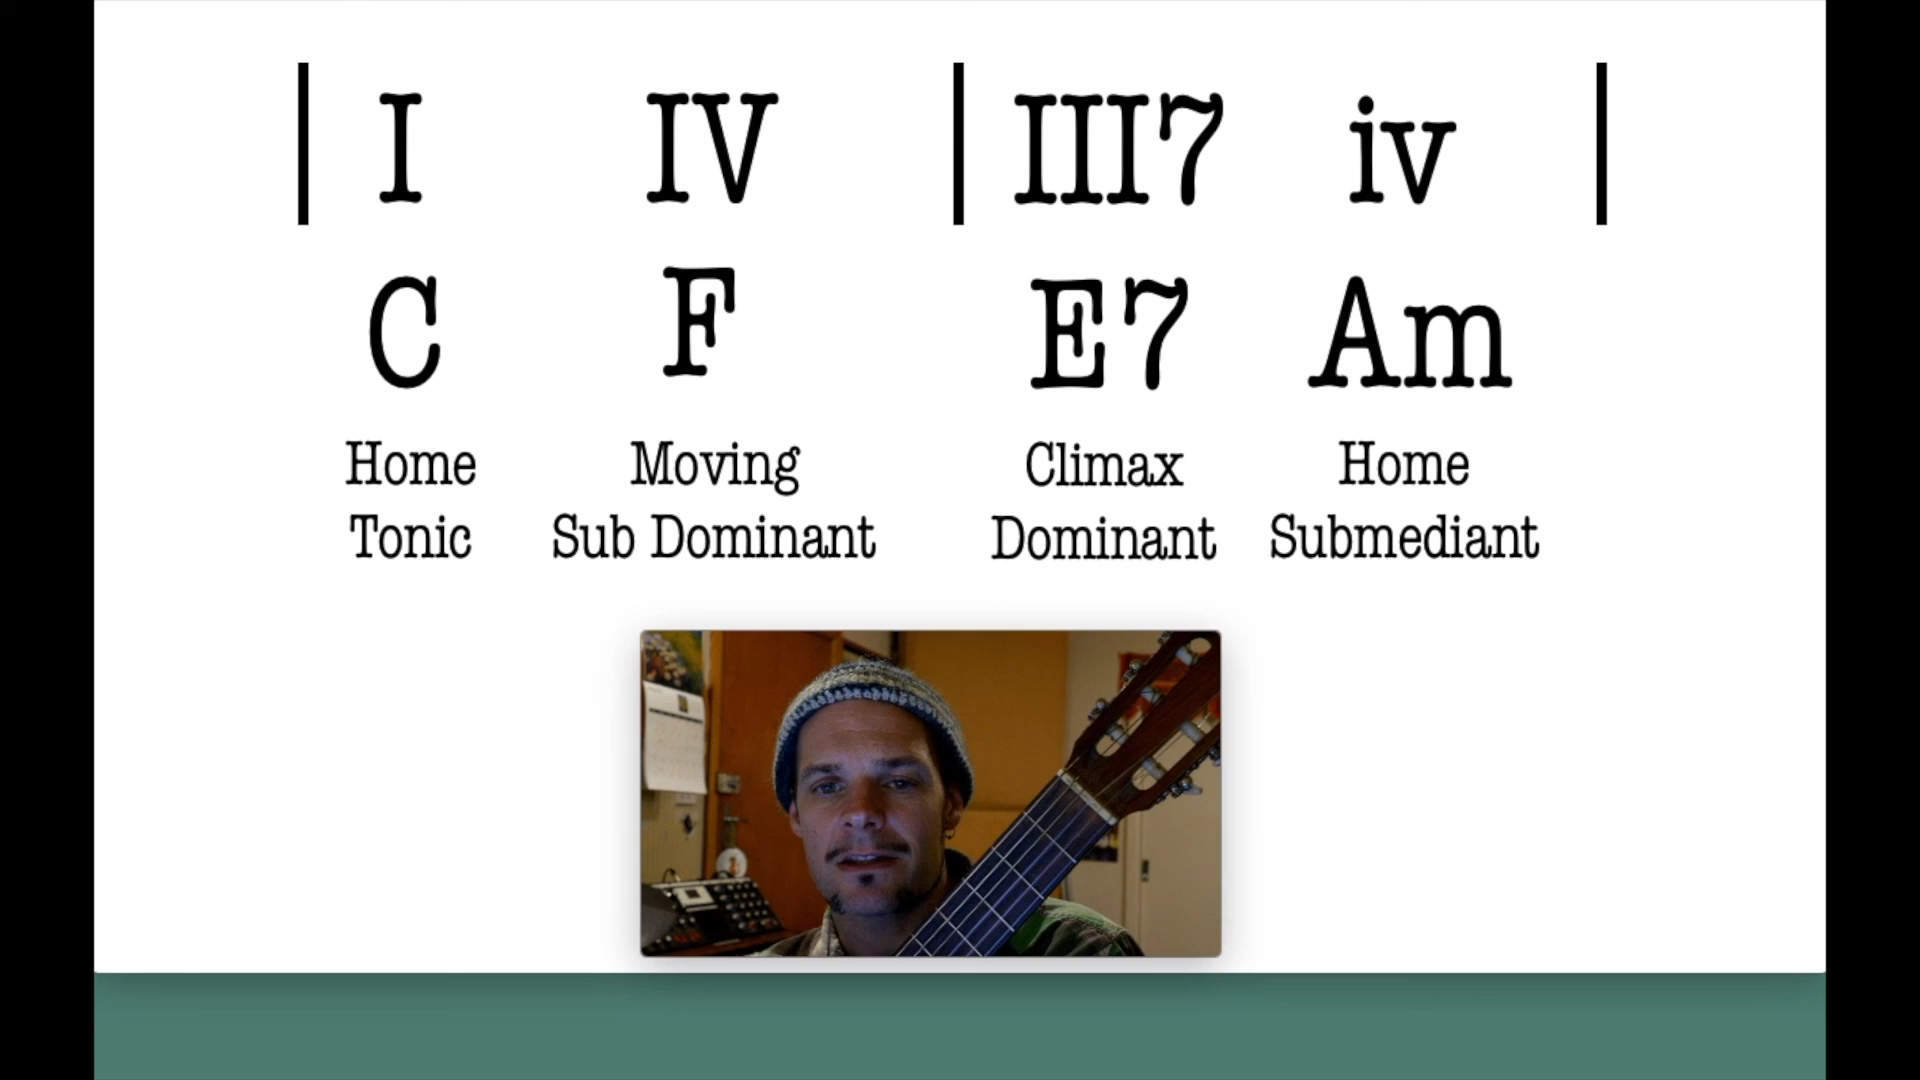 I IV III7 iv
C F E7 Am
Home Moving Climax Home
Tonic Sub Dominant Dominant Submediant